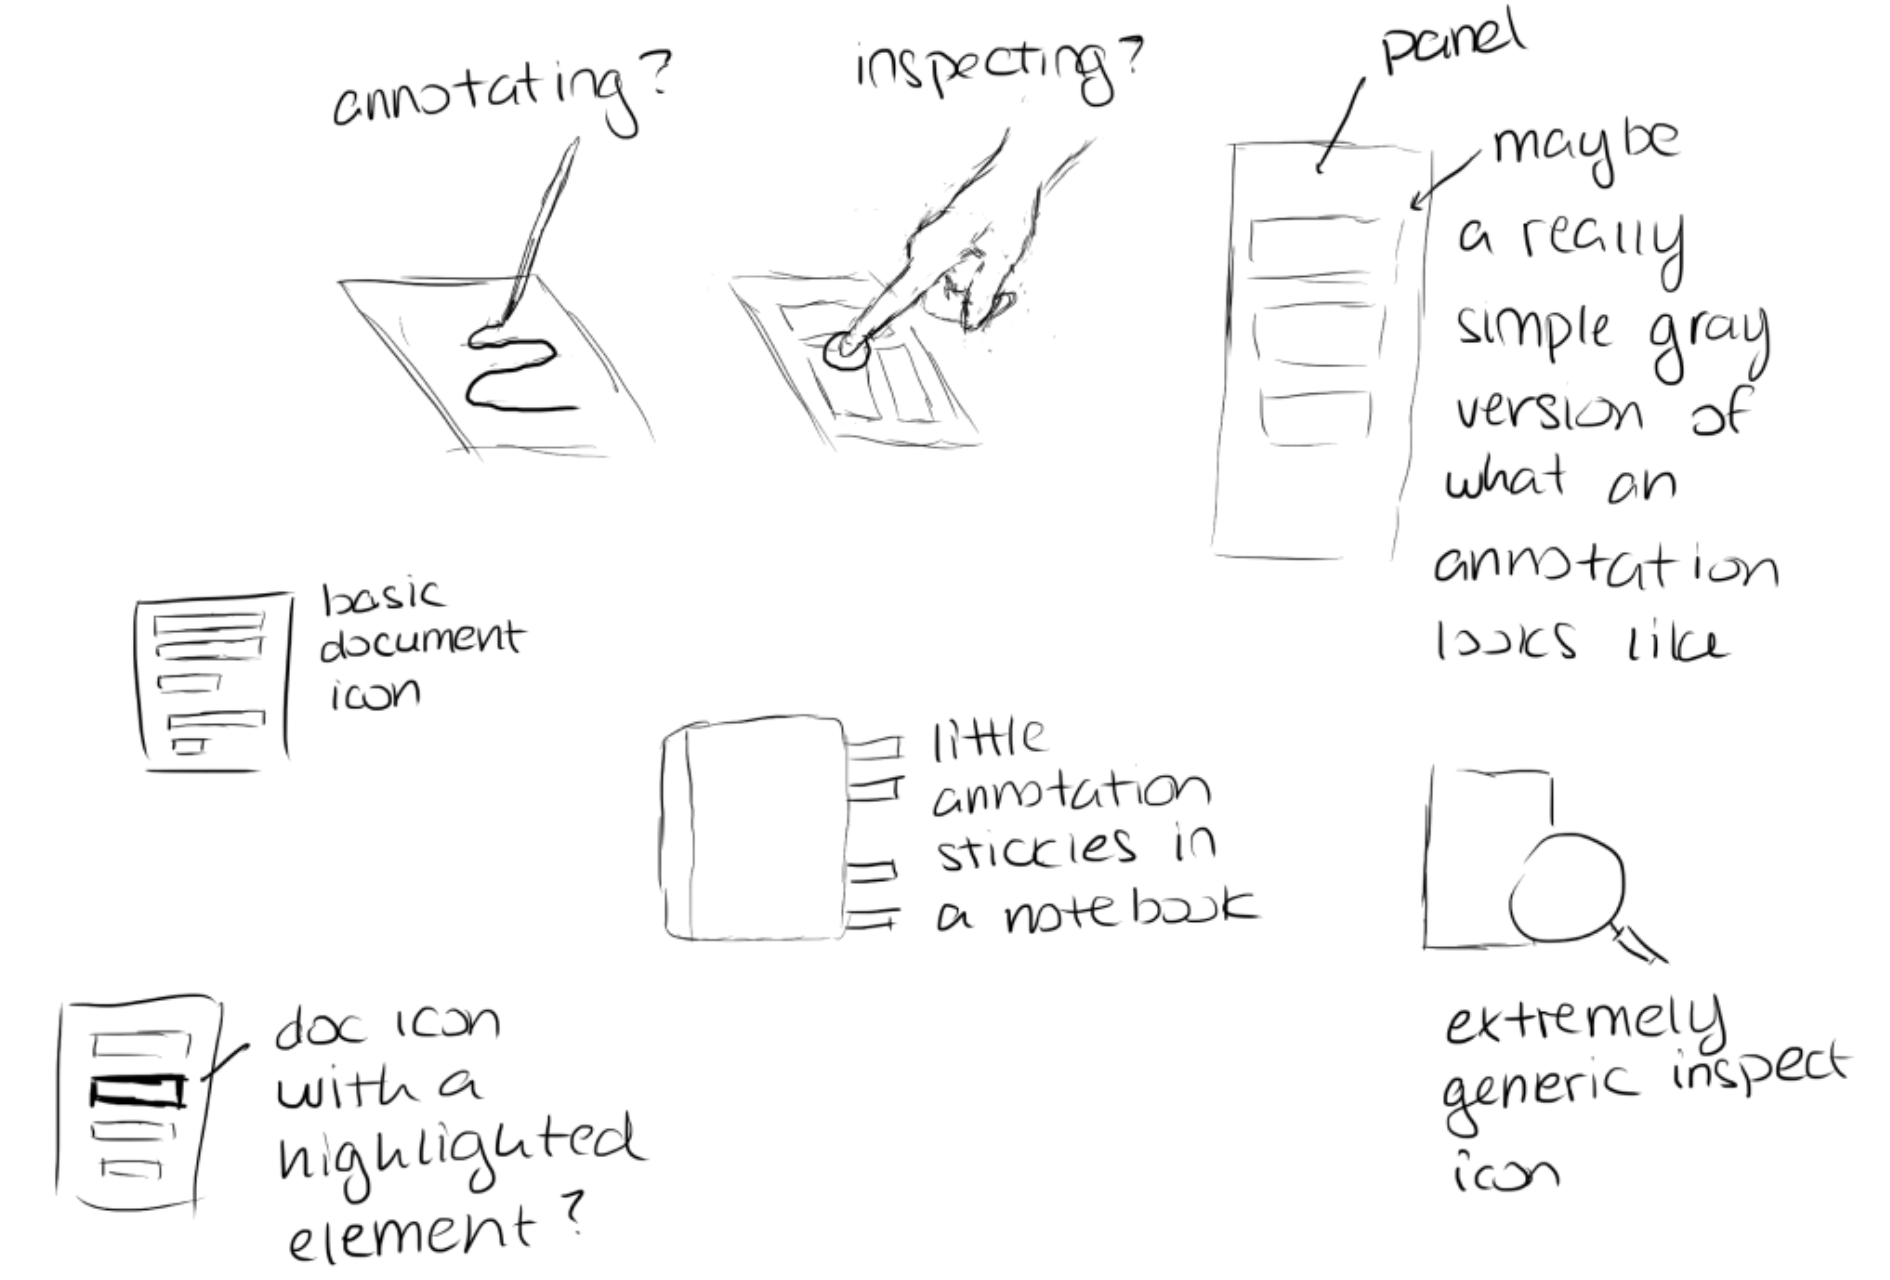 annotating?
inspecting?
panel
maybe
a really
simple gray
version of
what an
annotation
looks like
basic
document
icon
little
annotation
stickies in
a notebook
doc icon
with a
highlighted
element?
extremely
generic inspect
icon